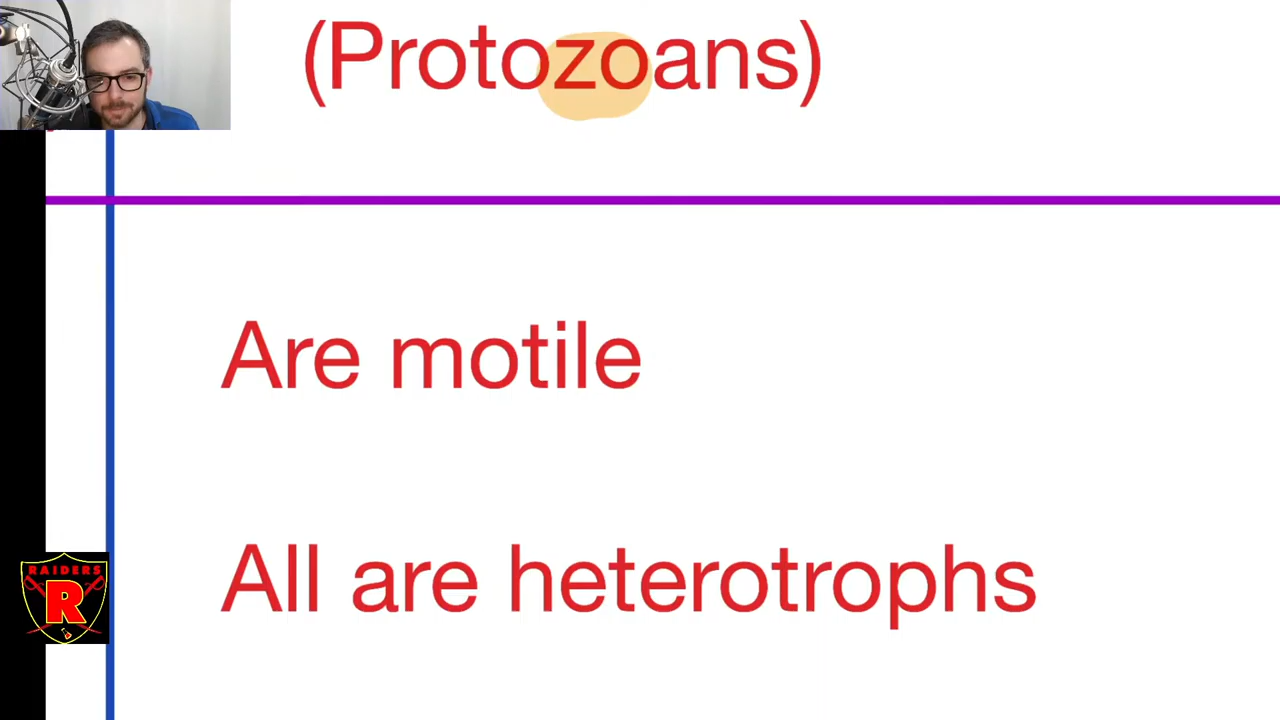 (Protozoans)
Are motile
All are heterotrophs
RAIDERS
R